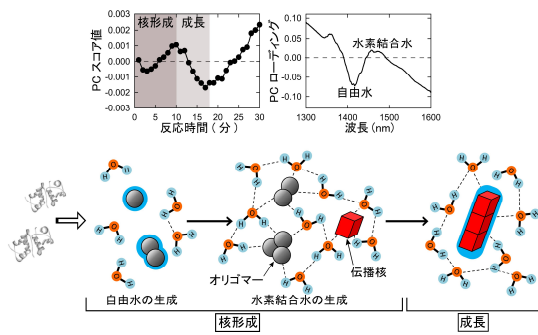 0.003
0.002
0.001
0.000
-0.001
-0.002
-0.003
PC スコア値
核形成
成長
0
5
10
15
20
25
30
反応時間 ( 分 )
0.10
0.05
0.00
-0.05
-0.10
PC ローディング
水素結合水
自由水
1300
1400
1500
1600
波長 (nm)
オリゴマー
伝播核
自由水の生成
水素結合水の生成
核形成
成長